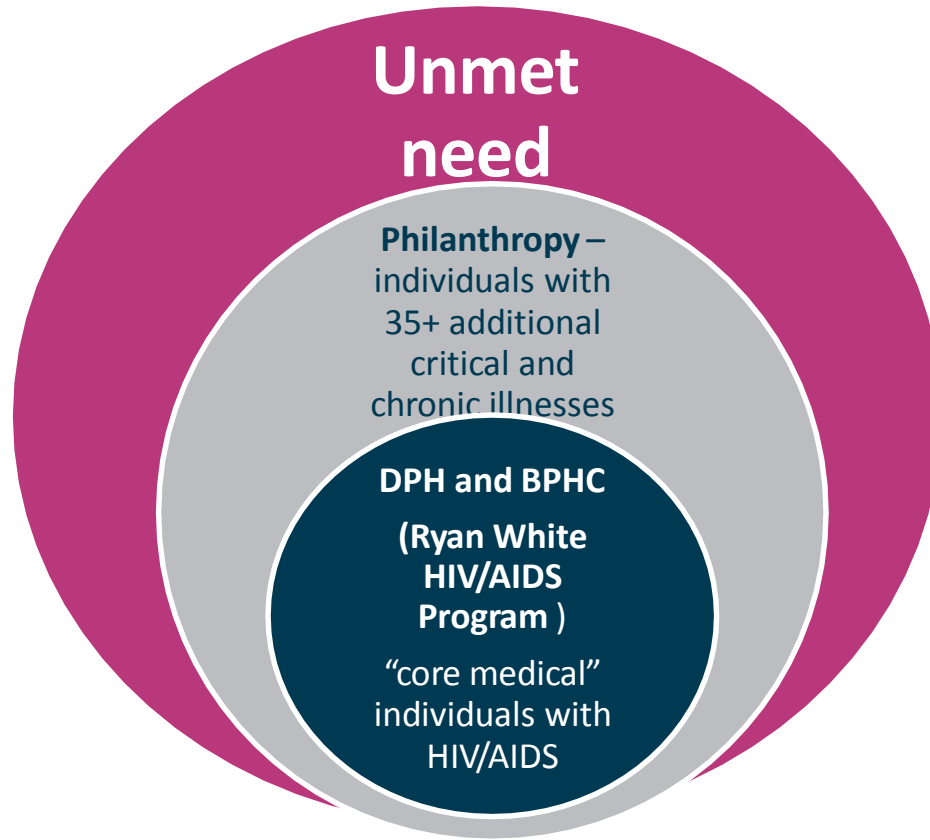 Unmet
need
Philanthropy –
individuals with
35+ additional
critical and
chronic illnesses
DPH and BPHC
(Ryan White
HIV/AIDS
Program )
“core medical”
individuals with
HIV/AIDS